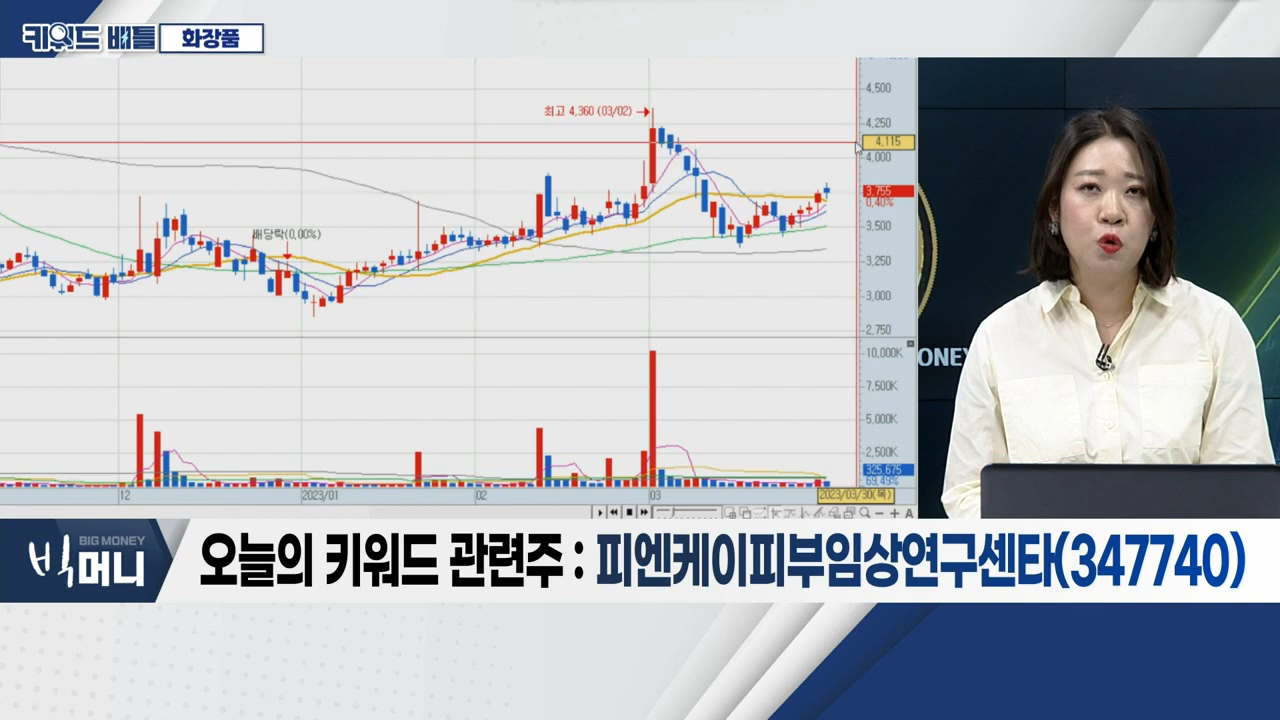 키워드 배틀 화장품
4,500
최고 4,360 (03/02)
4,250
4,115
4,000
3,755
0,40%
3,500
배당락(0,00%)
3,250
3,000
2,750
10,000K
7,500K
5,000K
2,500K
325,675
69,49%
12 2023/01 02 03 2023/03/30(목)
A
ONEY
BIG MONEY
빅머니
오늘의 키워드 관련주 : 피엔케이피부임상연구센타(347740)